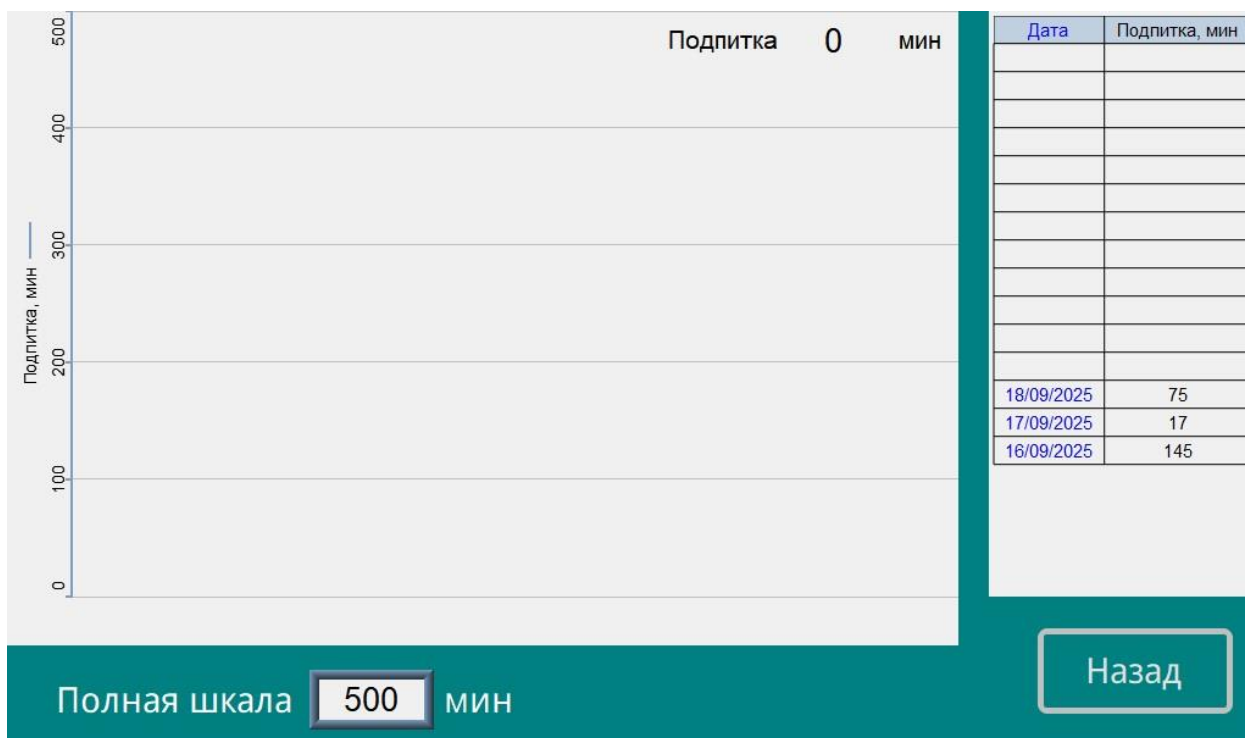 500
400
300
200
100
0
Подпитка, мин
Подпитка 0 мин
Дата Подпитка, мин
18/09/2025 75
17/09/2025 17
16/09/2025 145
Полная шкала 500 мин
Назад